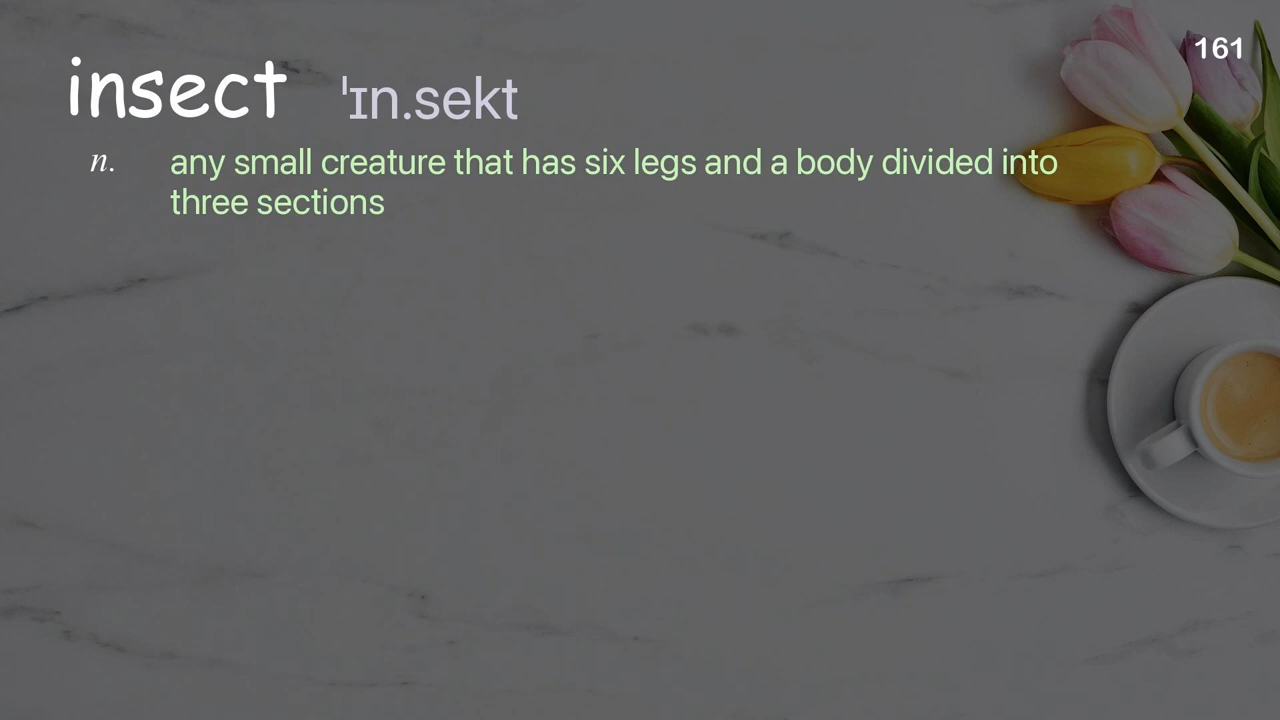 161
insect ˈɪn.sekt
n. any small creature that has six legs and a body divided into
three sections